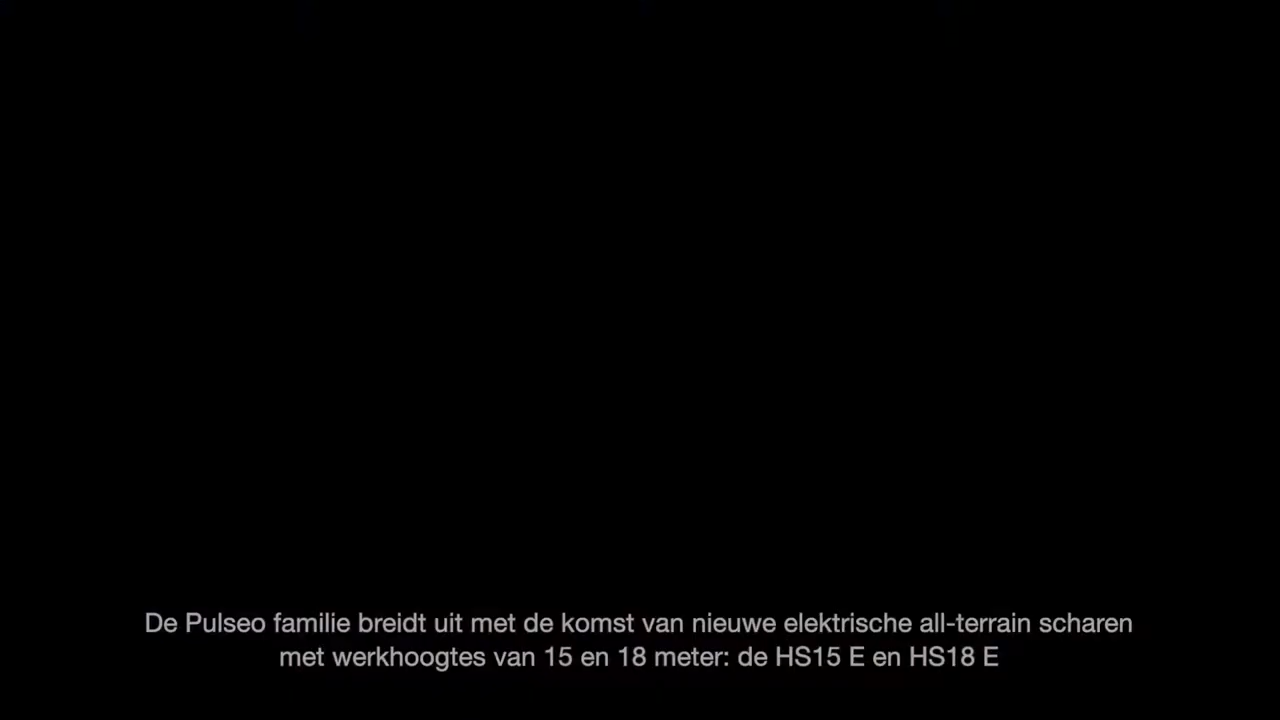 De Pulseo familie breidt uit met de komst van nieuwe elektrische all-terrain scharen
met werkhoogtes van 15 en 18 meter: de HS15 E en HS18 E